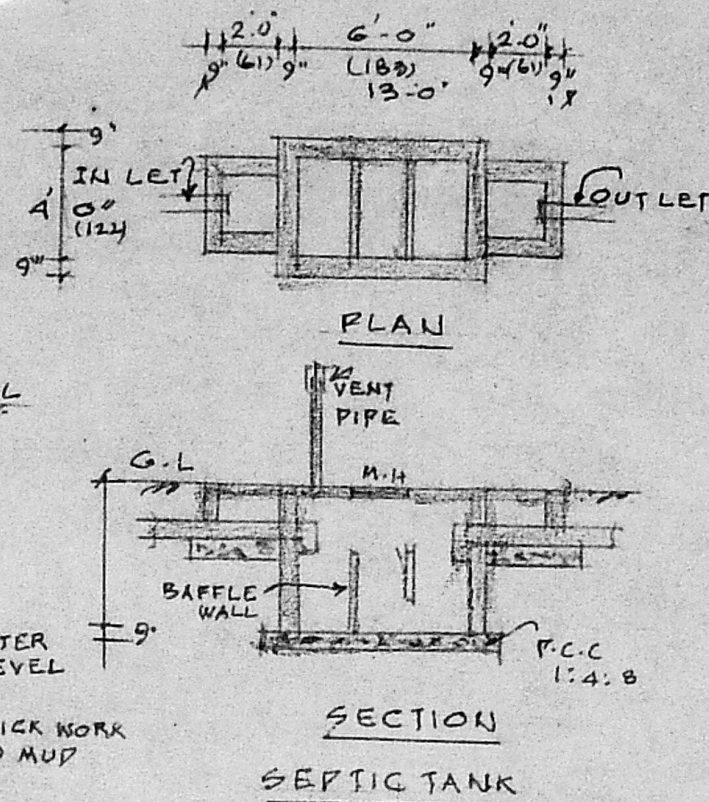 2'.0" 6'-0" 2'.0"
9" (61) 9" (183) 9" (61) 9"
13-0"
9"
IN LET
4' 0"
(122)
OUTLET
9"
PLAN
L
VENT
PIPE
G.L
M.H
BAFFLE
WALL
9"
TER
EVEL
P.C.C
1:4:8
ICK WORK
MUD
SECTION
SEPTIC TANK